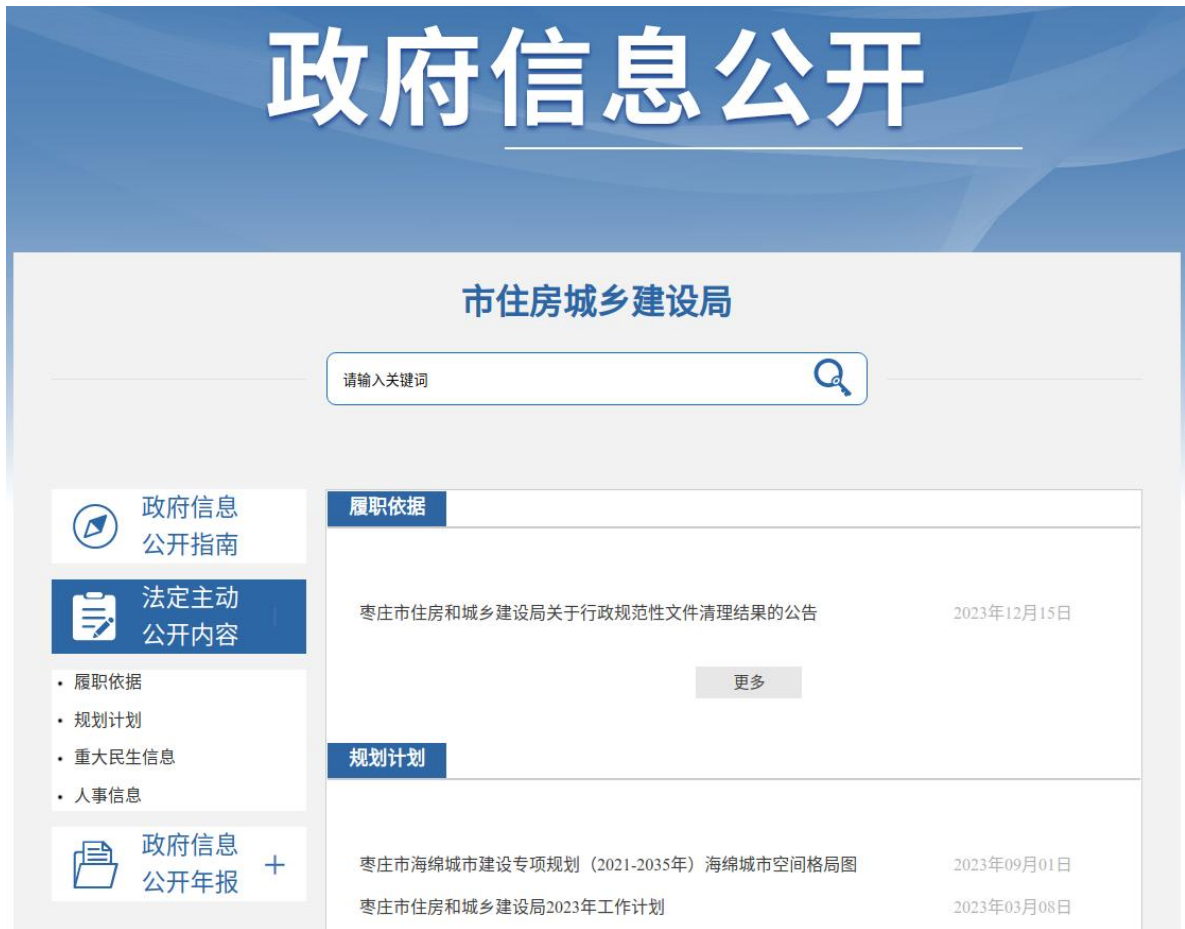 政府信息公开
市住房城乡建设局
请输入关键词
政府信息
公开指南
法定主动
公开内容
• 履职依据
• 规划计划
• 重大民生信息
• 人事信息
政府信息
公开年报
+
履职依据
枣庄市住房和城乡建设局关于行政规范性文件清理结果的公告 2023年12月15日
更多
规划计划
枣庄市海绵城市建设专项规划（2021-2035年）海绵城市空间格局图 2023年09月01日
枣庄市住房和城乡建设局2023年工作计划 2023年03月08日